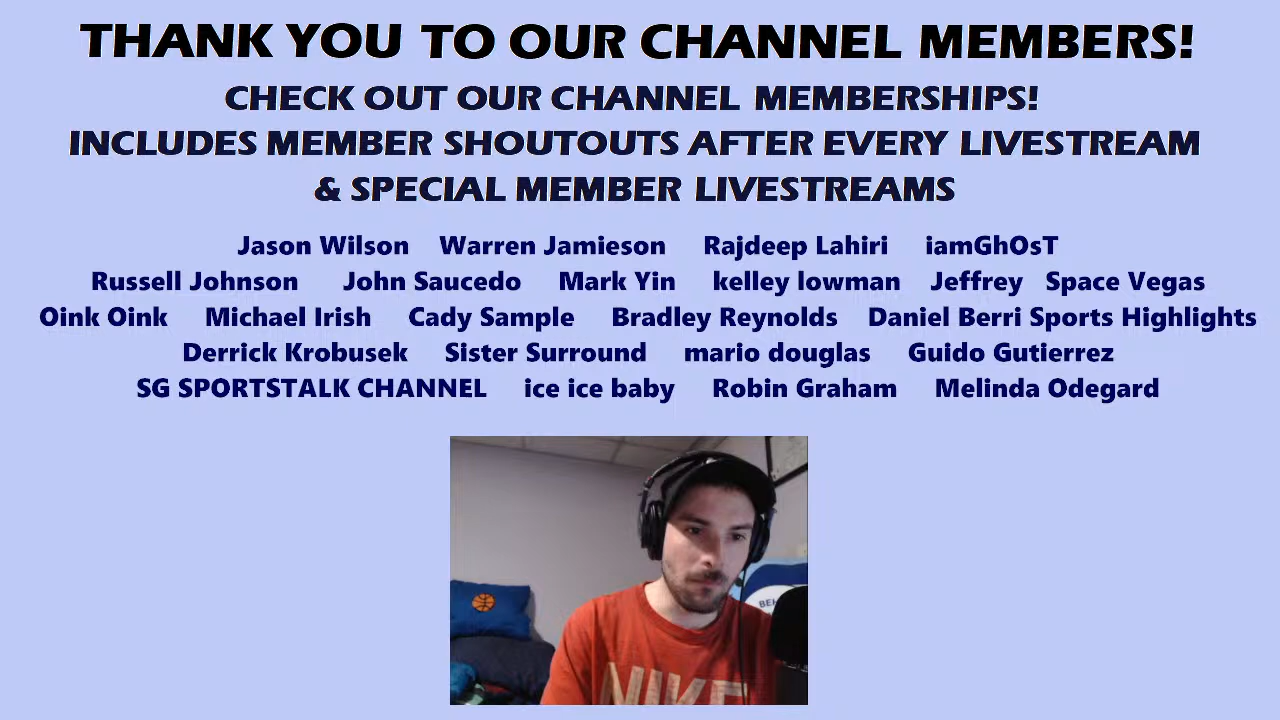 THANK YOU TO OUR CHANNEL MEMBERS!
CHECK OUT OUR CHANNEL MEMBERSHIPS!
INCLUDES MEMBER SHOUTOUTS AFTER EVERY LIVESTREAM
& SPECIAL MEMBER LIVESTREAMS
Jason Wilson Warren Jamieson Rajdeep Lahiri iamGhOsT
Russell Johnson John Saucedo Mark Yin kelley lowman Jeffrey Space Vegas
Oink Oink Michael Irish Cady Sample Bradley Reynolds Daniel Berri Sports Highlights
Derrick Krobusek Sister Surround mario douglas Guido Gutierrez
SG SPORTSTALK CHANNEL ice ice baby Robin Graham Melinda Odegard
NIKE